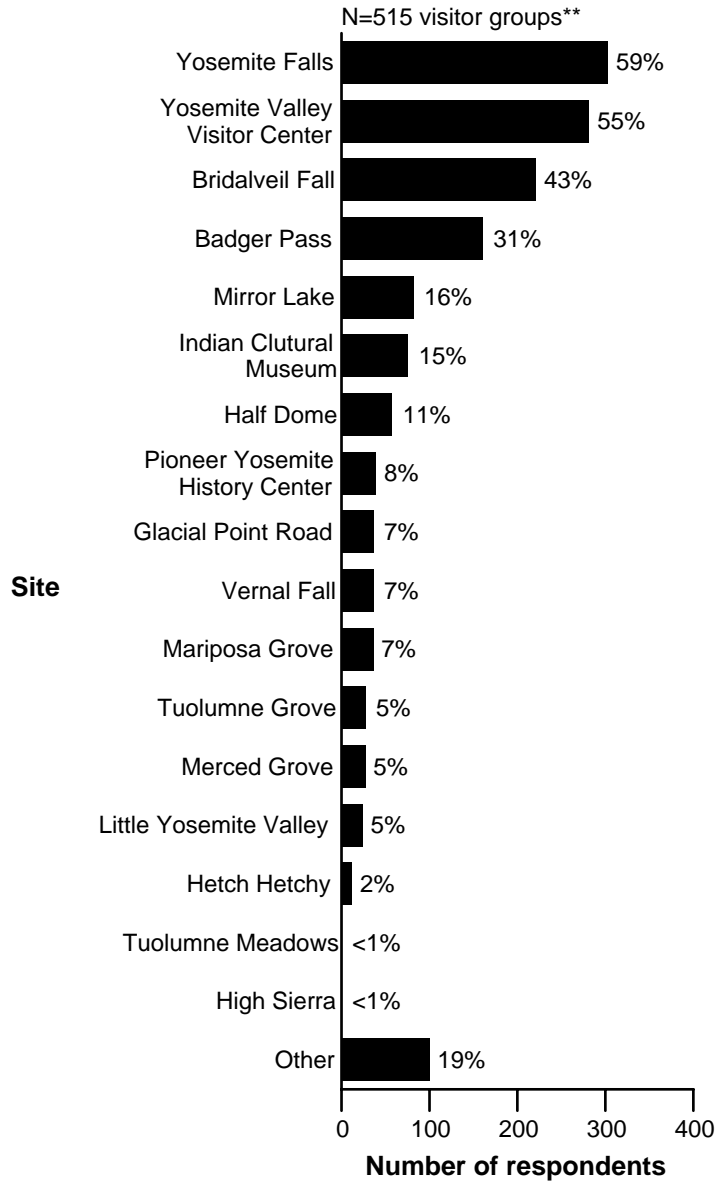 N=515 visitor groups**
Yosemite Falls 59%
Yosemite Valley
Visitor Center 55%
Bridalveil Fall 43%
Badger Pass 31%
Mirror Lake 16%
Indian Clutural
Museum 15%
Half Dome 11%
Pioneer Yosemite
History Center 8%
Glacial Point Road 7%
Site
Vernal Fall 7%
Mariposa Grove 7%
Tuolumne Grove 5%
Merced Grove 5%
Little Yosemite Valley 5%
Hetch Hetchy 2%
Tuolumne Meadows <1%
High Sierra <1%
Other 19%
0 100 200 300 400
Number of respondents